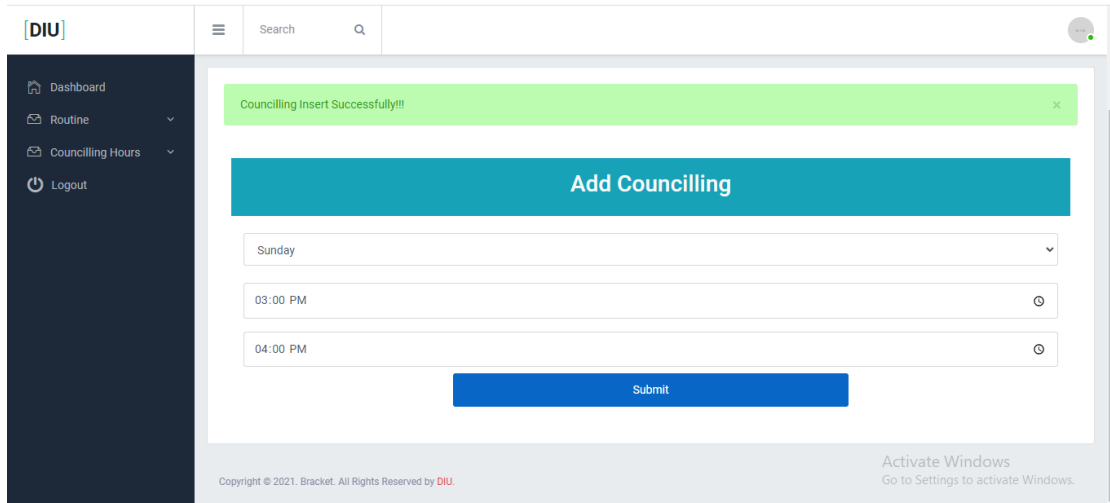 [DIU]
Search
Dashboard
Routine
Councilling Hours
Logout
Councilling Insert Successfully!!! ×
Add Councilling
Sunday
03:00 PM
04:00 PM
Submit
Activate Windows
Go to Settings to activate Windows.
Copyright © 2021. Bracket. All Rights Reserved by DIU.